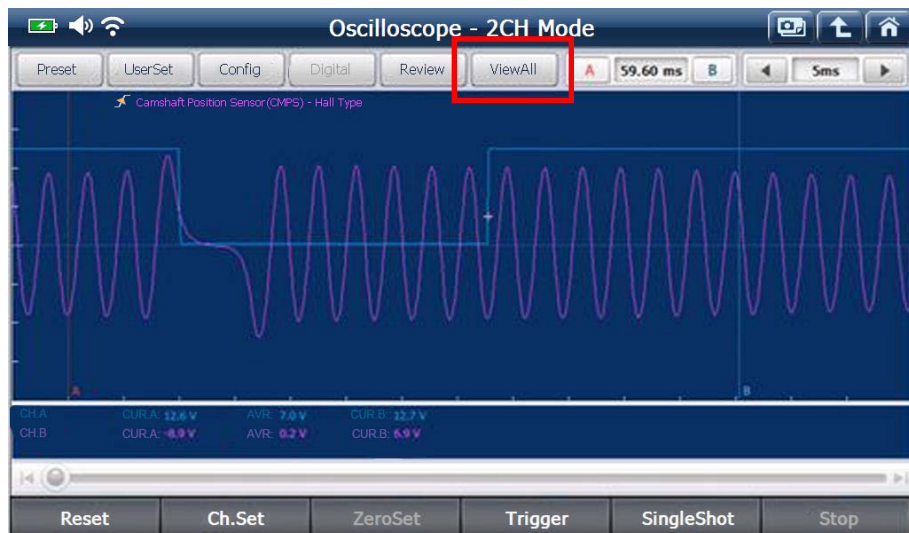 Oscilloscope - 2CH Mode
Preset UserSet Config Digital Review ViewAll A 59.60 ms B 5ms
Camshaft Position Sensor(CMPS) - Hall Type
A B
CH.A CUR.A: 12.6 V AVR: 7.0 V CUR.B: 12.7 V
CH.B CUR.A: -8.9 V AVR: 0.2 V CUR.B: 6.9 V
Reset Ch.Set ZeroSet Trigger SingleShot Stop